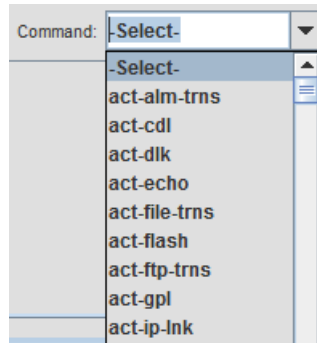 Command: -Select-
-Select-
act-alm-trns
act-cdl
act-dlk
act-echo
act-file-trns
act-flash
act-ftp-trns
act-gpl
act-ip-lnk